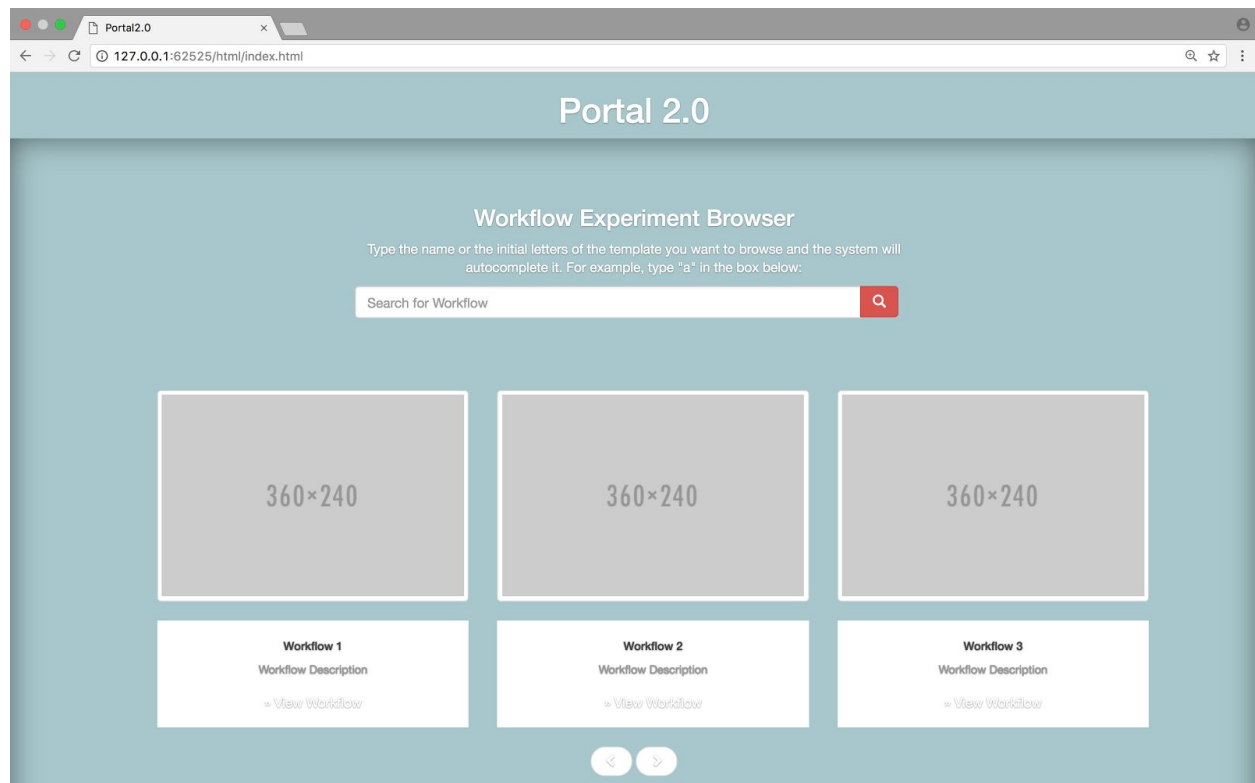 Portal2.0
127.0.0.1:62525/html/index.html
Portal 2.0
Workflow Experiment Browser
Type the name or the initial letters of the template you want to browse and the system will
autocomplete it. For example, type "a" in the box below:
Search for Workflow
360×240
360×240
360×240
Workflow 1
Workflow Description
» View Workflow
Workflow 2
Workflow Description
» View Workflow
Workflow 3
Workflow Description
» View Workflow